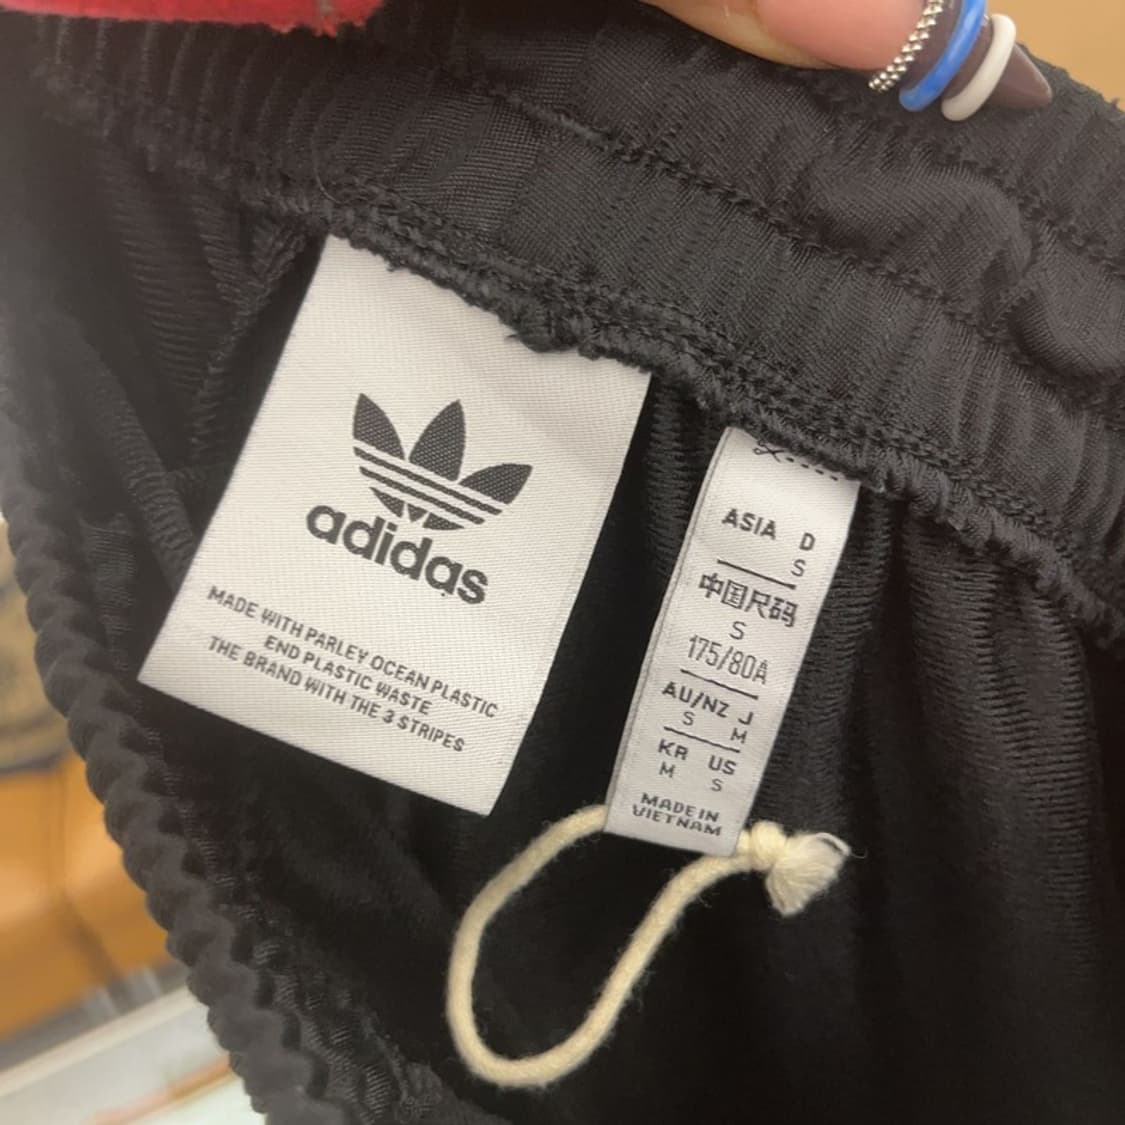 adidas
MADE WITH PARLEY OCEAN PLASTIC
END PLASTIC WASTE
THE BRAND WITH THE 3 STRIPES
ASIA D
S
中国尺码
S
175/80A
AU/NZ J
S M
KR US
M S
MADE IN
VIETNAM